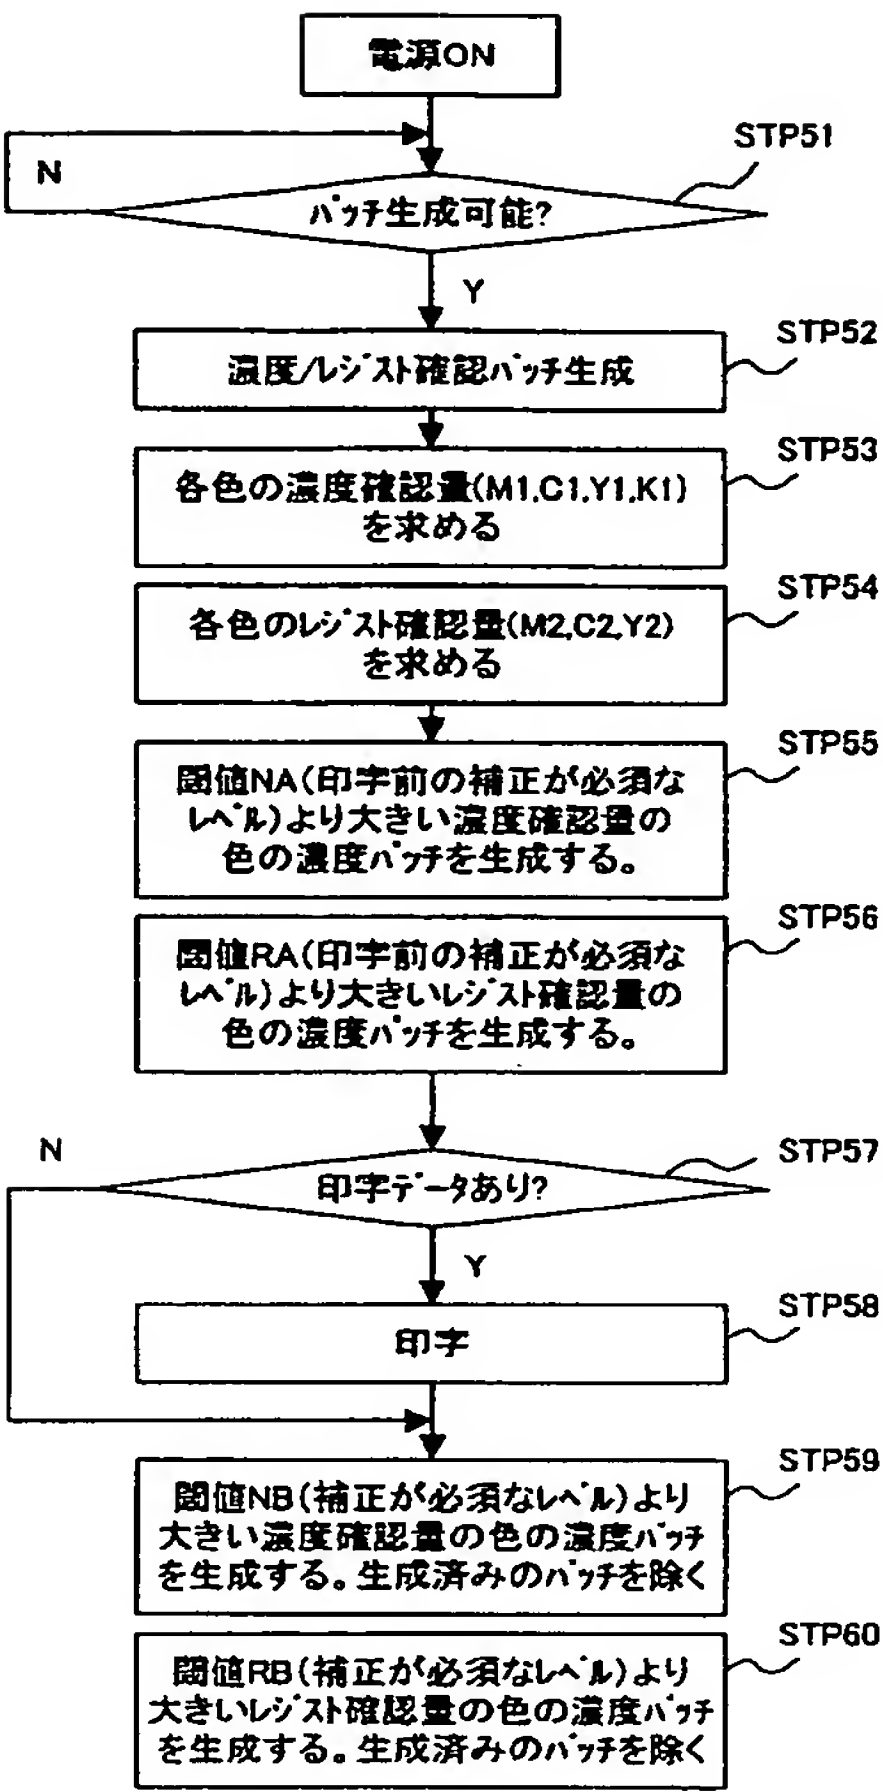 電源ON
STP51
N
パッチ生成可能?
Y
STP52
濃度/レジスト確認パッチ生成
STP53
各色の濃度確認量(M1,C1,Y1,K1)
を求める
STP54
各色のレジスト確認量(M2,C2,Y2)
を求める
STP55
閾値NA(印字前の補正が必須な
レベル)より大きい濃度確認量の
色の濃度パッチを生成する。
STP56
閾値RA(印字前の補正が必須な
レベル)より大きいレジスト確認量の
色の濃度パッチを生成する。
N
STP57
印字データあり?
Y
STP58
印字
STP59
閾値NB(補正が必須なレベル)より
大きい濃度確認量の色の濃度パッチ
を生成する。生成済みのパッチを除く
STP60
閾値RB(補正が必須なレベル)より
大きいレジスト確認量の色の濃度パッチ
を生成する。生成済みのパッチを除く